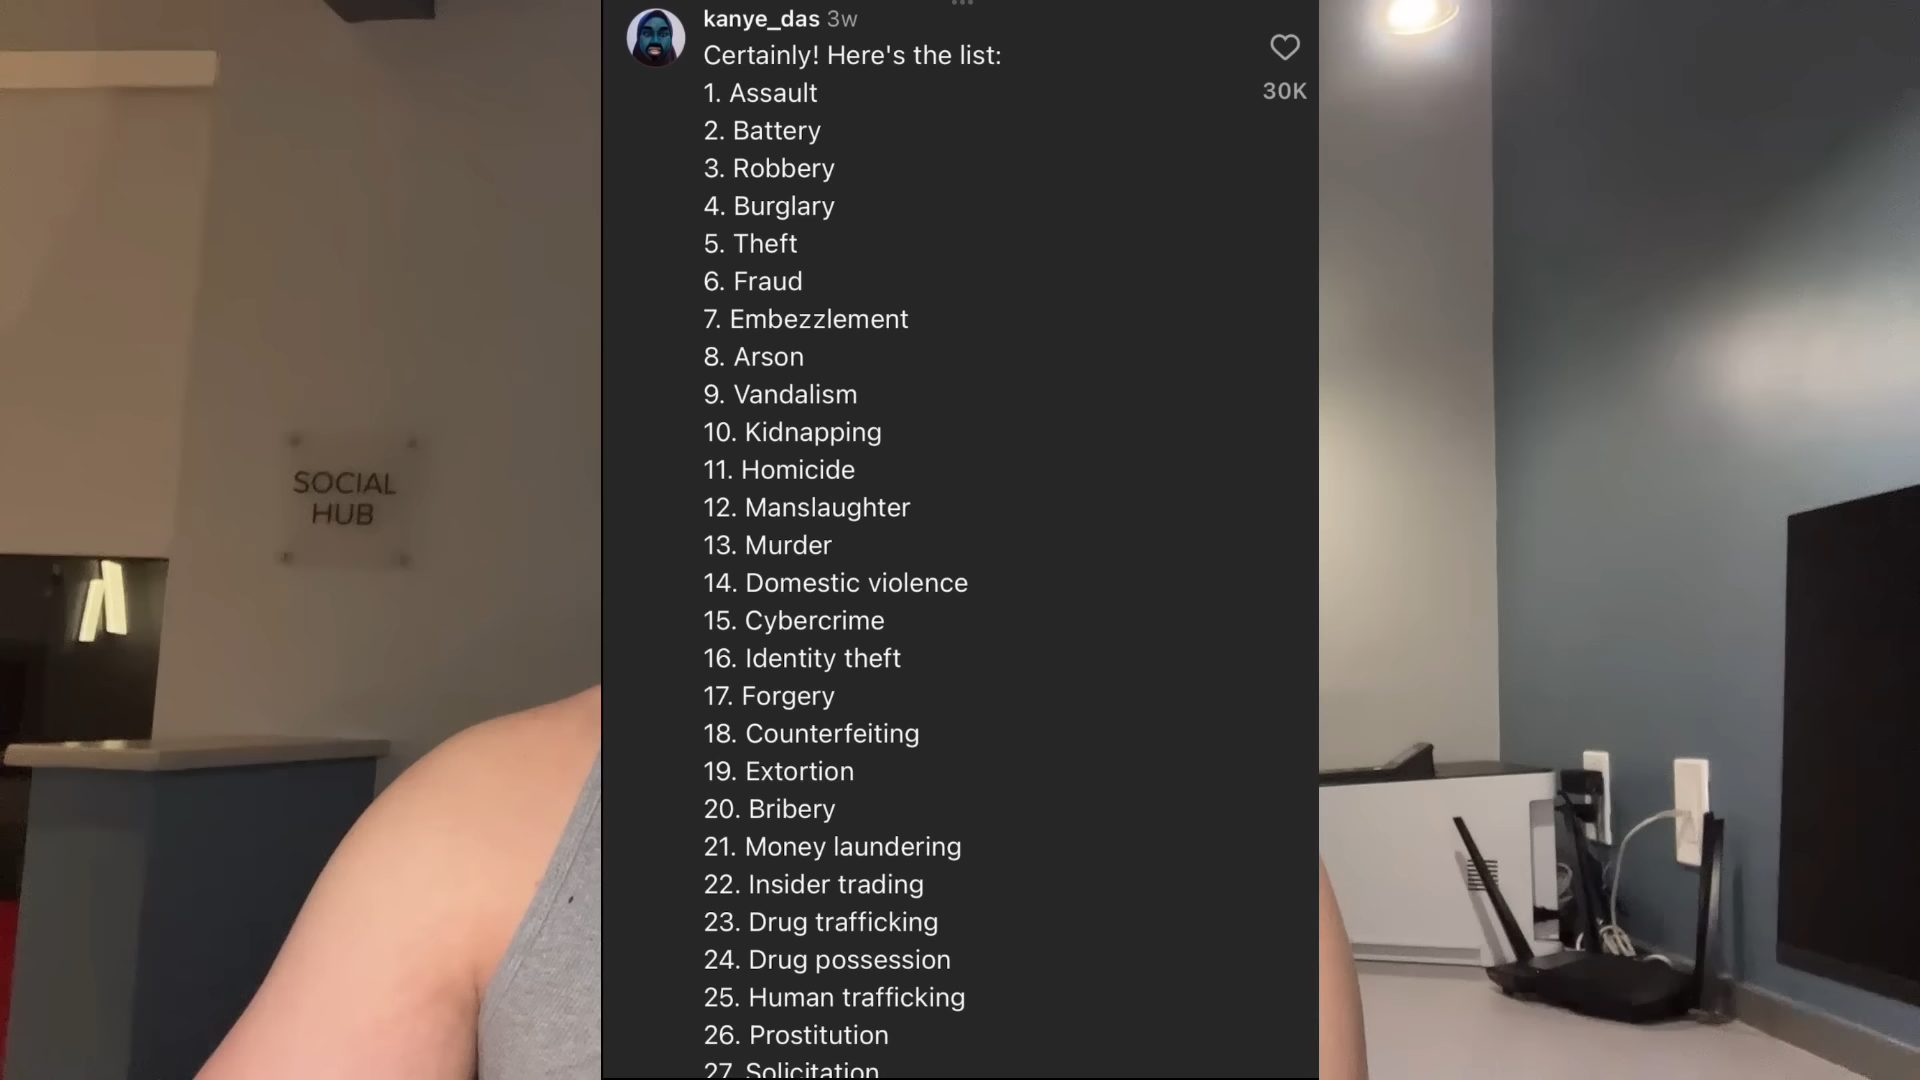 kanye_das 3w
Certainly! Here's the list:
30K
1. Assault
2. Battery
3. Robbery
4. Burglary
5. Theft
6. Fraud
7. Embezzlement
8. Arson
9. Vandalism
10. Kidnapping
11. Homicide
12. Manslaughter
13. Murder
14. Domestic violence
15. Cybercrime
16. Identity theft
17. Forgery
18. Counterfeiting
19. Extortion
20. Bribery
21. Money laundering
22. Insider trading
23. Drug trafficking
24. Drug possession
25. Human trafficking
26. Prostitution
27. Solicitation
SOCIAL
HUB